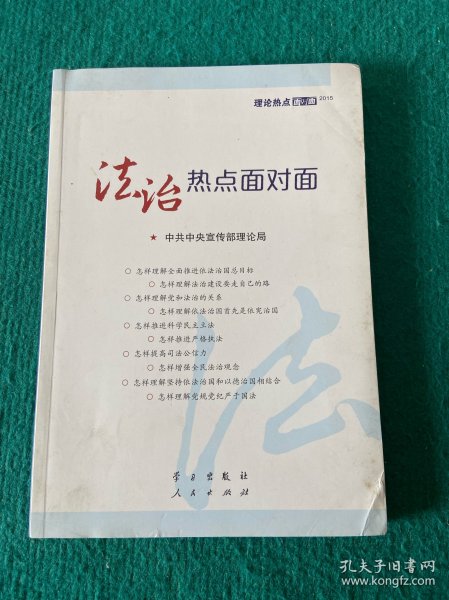 理论热点面对面 2015
法治热点面对面
★ 中共中央宣传部理论局
○ 怎样理解全面推进依法治国总目标
○ 怎样理解法治建设要走自己的路
○ 怎样理解党和法治的关系
○ 怎样理解依法治国首先是依宪治国
○ 怎样推进科学民主立法
○ 怎样推进严格执法
○ 怎样提高司法公信力
○ 怎样增强全民法治观念
○ 怎样理解坚持依法治国和以德治国相结合
○ 怎样理解党规党纪严于国法
法
学习出版社
人民出版社
孔夫子旧书网
www.kongfz.com